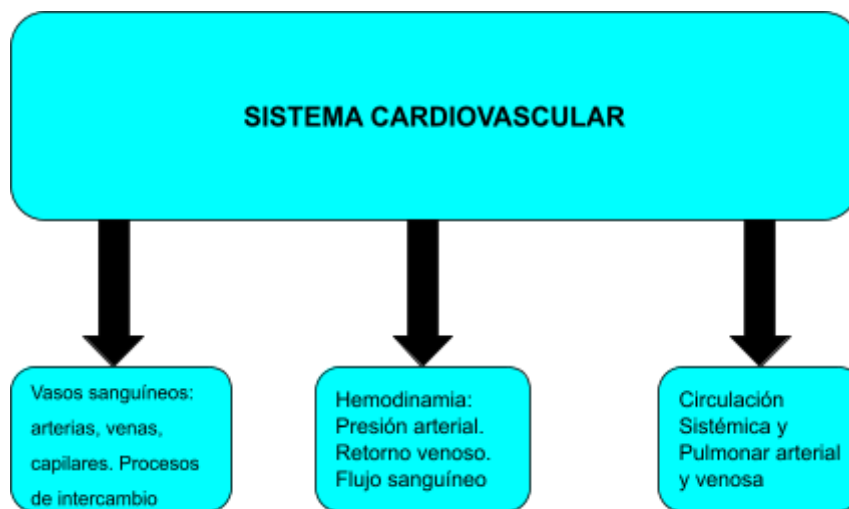 SISTEMA CARDIOVASCULAR
Vasos sanguíneos:
arterias, venas,
capilares. Procesos
de intercambio
Hemodinamia:
Presión arterial.
Retorno venoso.
Flujo sanguíneo
Circulación
Sistémica y
Pulmonar arterial
y venosa